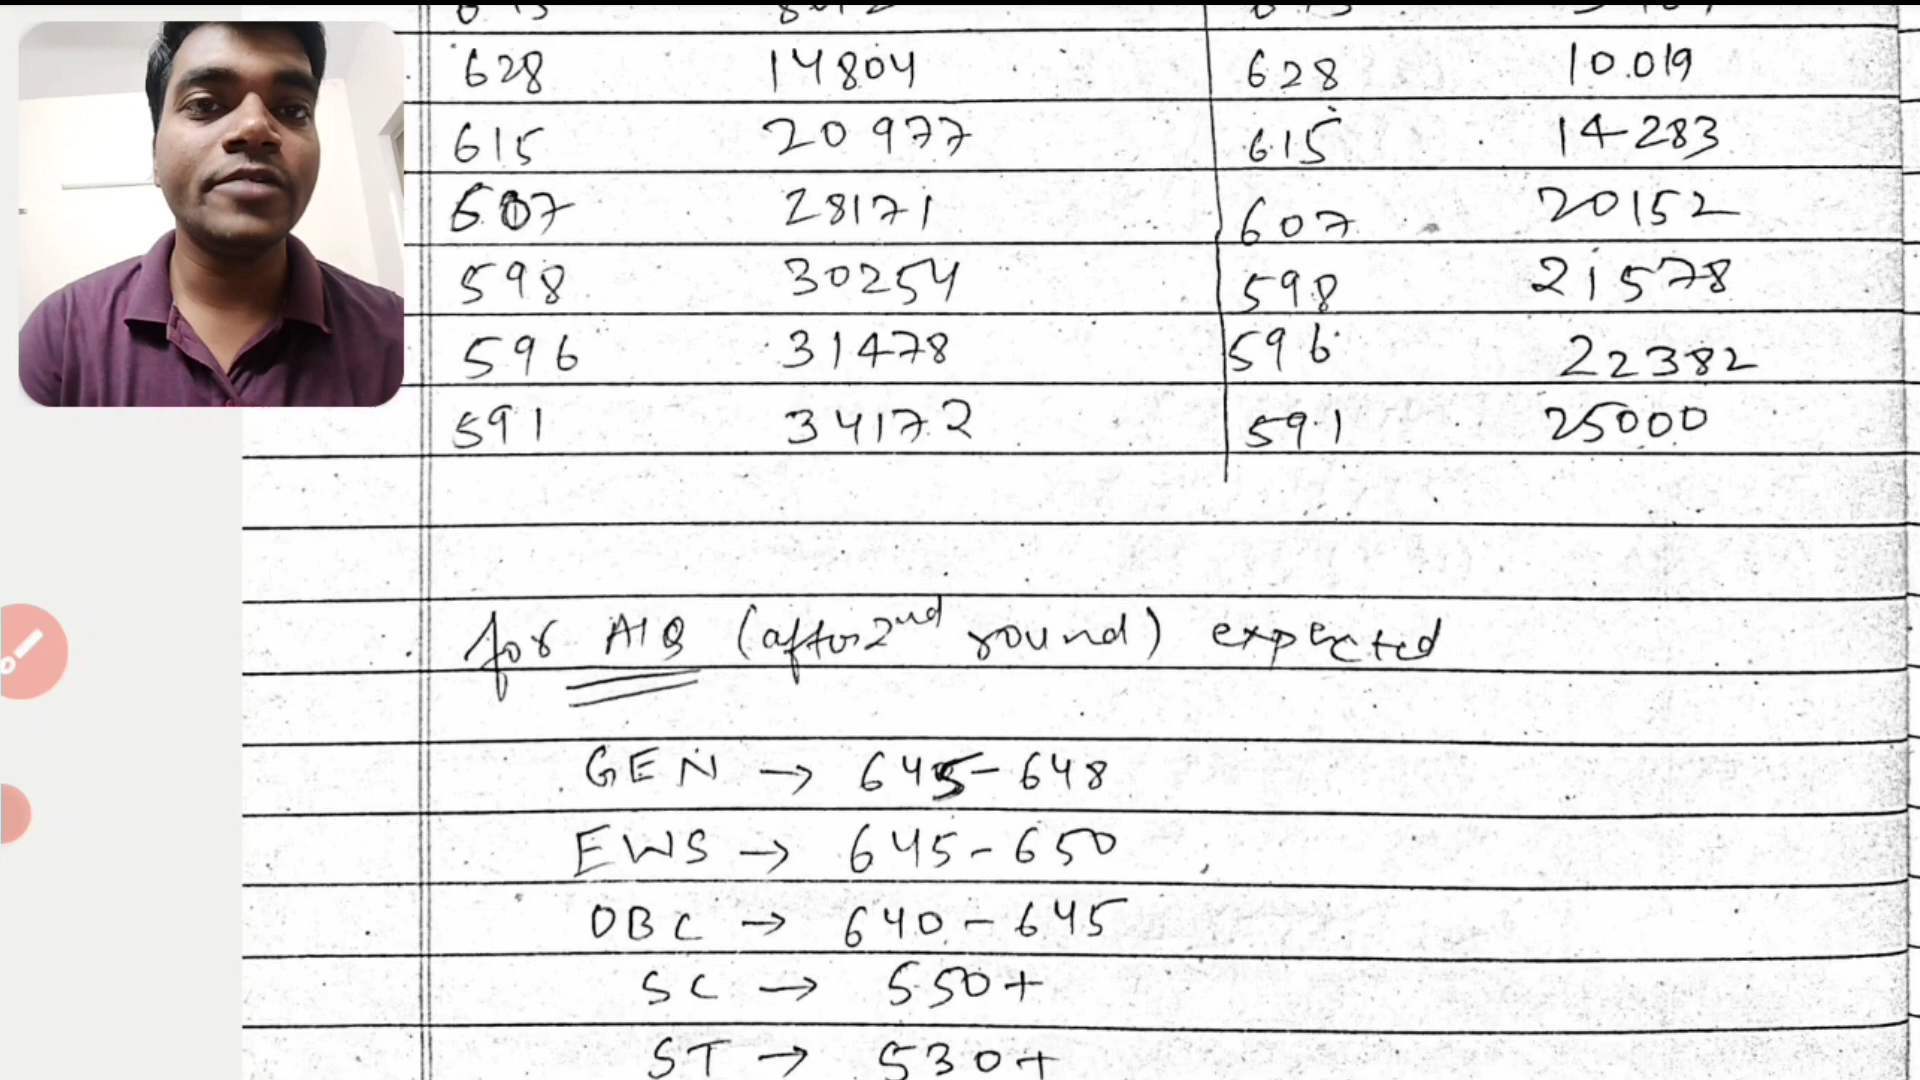 628 14804 628 10.019
615 20977 615 14283
607 28171 607 20152
598 30254 598 21578
596 31478 596 22382
591 34172 591 25000
for AIQ (after 2nd round) expected
GEN → 645-648
EWS → 645-650
OBC → 640-645
SC → 550+
ST → 530+